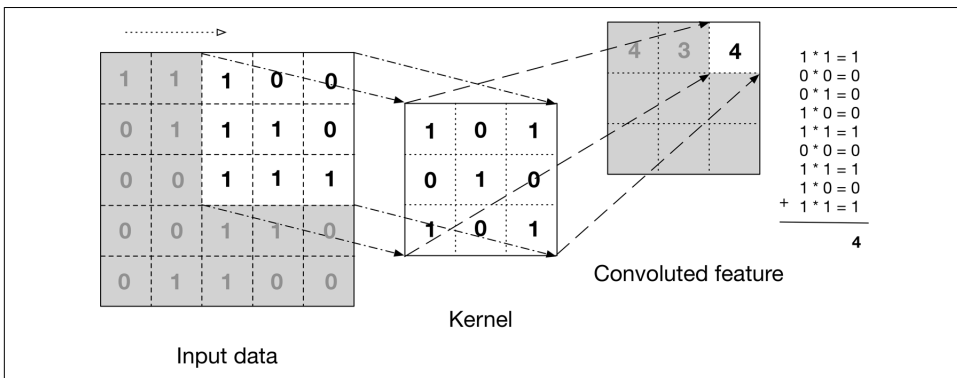 1 1 1 0 0
0 1 1 1 0
0 0 1 1 1
0 0 1 1 0
0 1 1 0 0
Input data
1 0 1
0 1 0
1 0 1
Kernel
4 3 4
Convoluted feature
1 * 1 = 1
0 * 0 = 0
0 * 1 = 0
1 * 0 = 0
1 * 1 = 1
0 * 0 = 0
1 * 1 = 1
1 * 0 = 0
+ 1 * 1 = 1
4